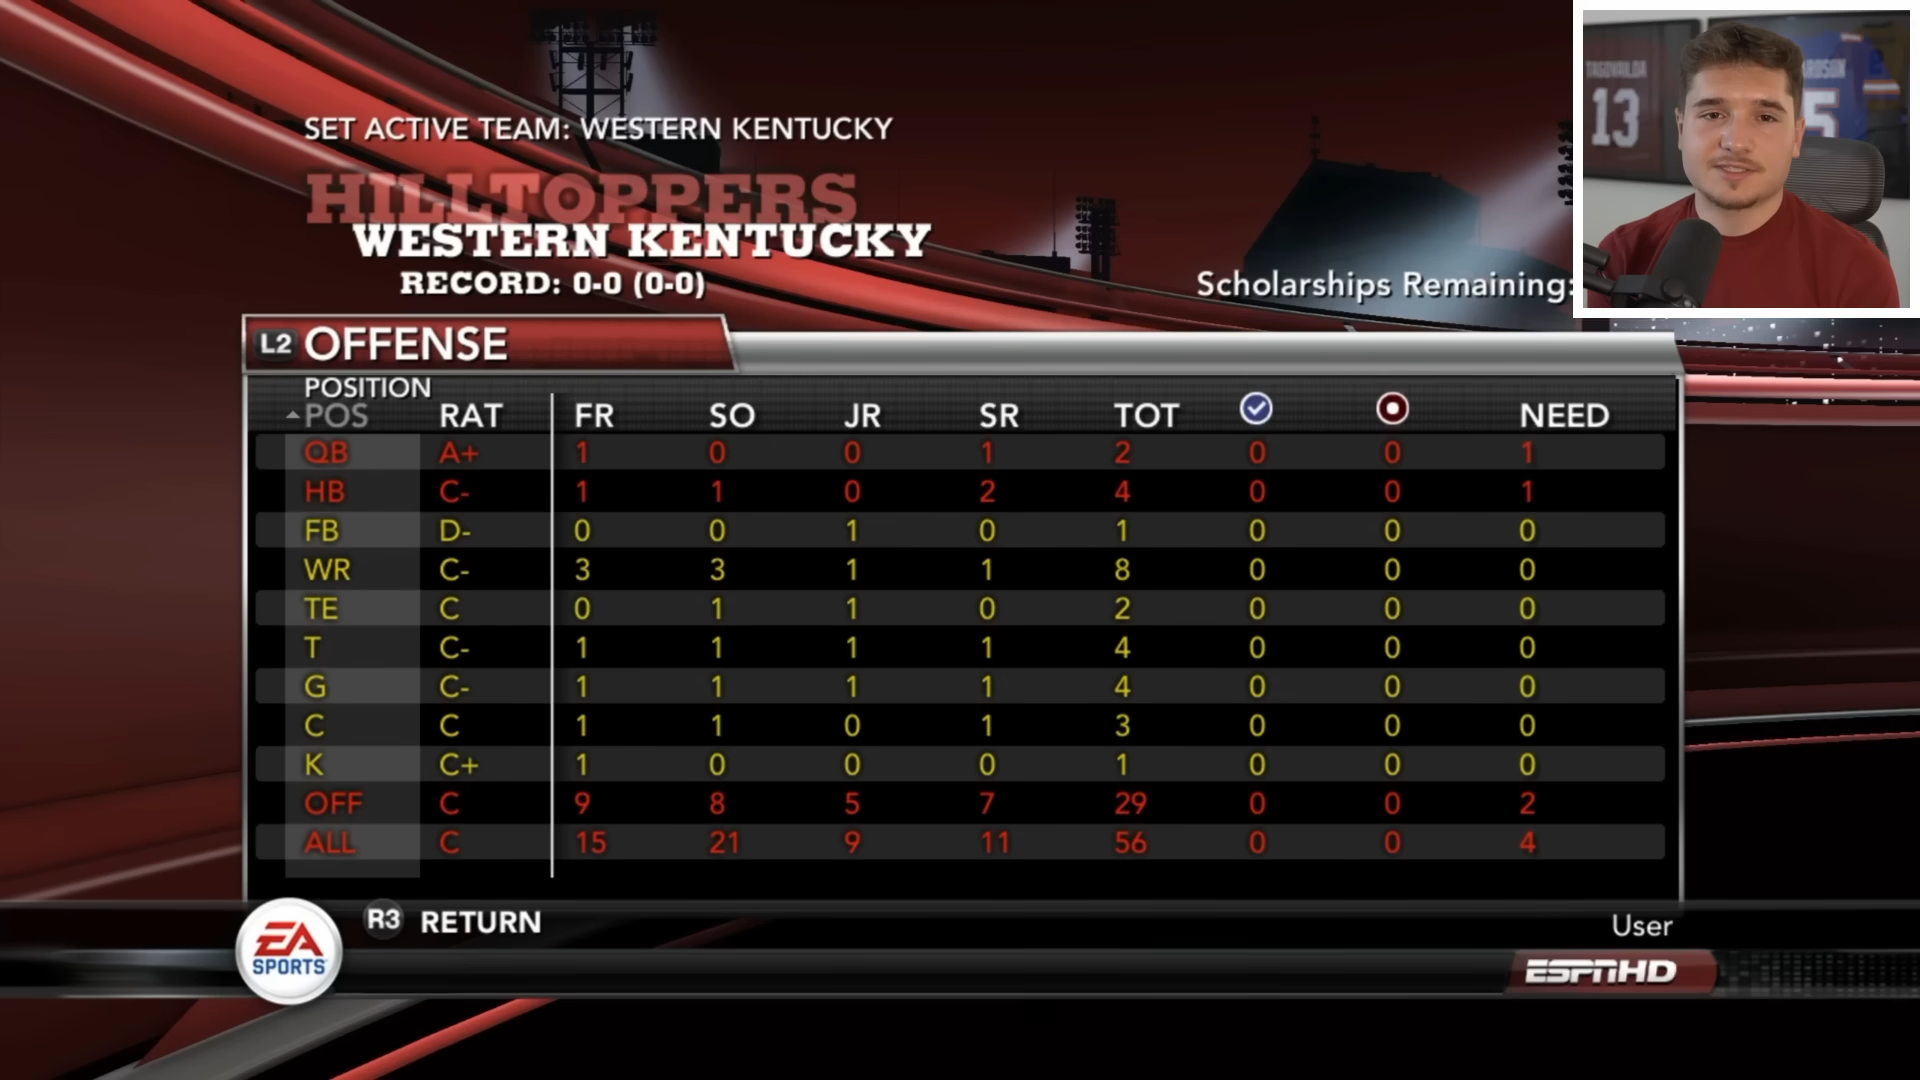 TAGOVAILOA
13
5
SET ACTIVE TEAM: WESTERN KENTUCKY
HILLTOPPERS
WESTERN KENTUCKY
RECORD: 0-0 (0-0)
Scholarships Remaining:
L2 OFFENSE
POSITION
POS RAT FR SO JR SR TOT NEED
QB A+ 1 0 0 1 2 0 0 1
HB C- 1 1 0 2 4 0 0 1
FB D- 0 0 1 0 1 0 0 0
WR C- 3 3 1 1 8 0 0 0
TE C 0 1 1 0 2 0 0 0
T C- 1 1 1 1 4 0 0 0
G C- 1 1 1 1 4 0 0 0
C C 1 1 0 1 3 0 0 0
K C+ 1 0 0 0 1 0 0 0
OFF C 9 8 5 7 29 0 0 2
ALL C 15 21 9 11 56 0 0 4
R3 RETURN
User
EA
SPORTS
ESPN HD